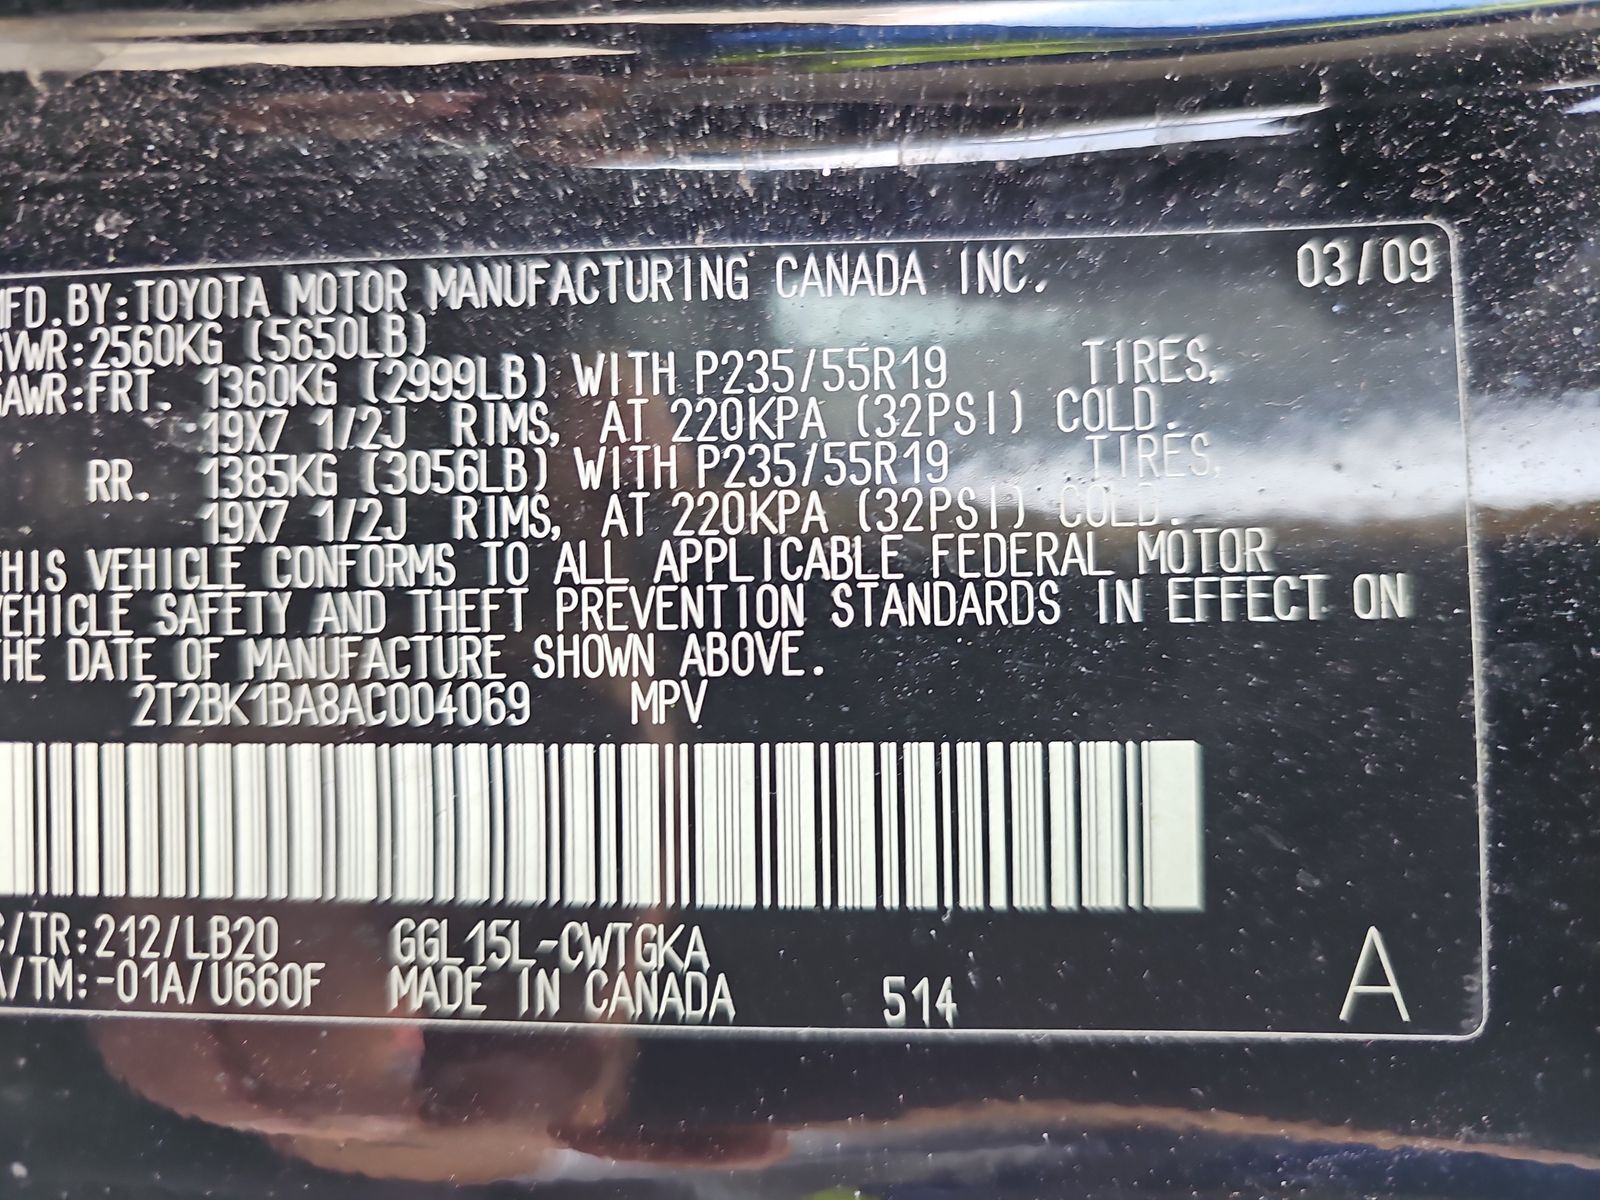 MFD. BY: TOYOTA MOTOR MANUFACTURING CANADA INC. 03/09
GVWR: 2560KG (5650LB)
GAWR: FRT. 1360KG (2999LB) WITH P235/55R19 TIRES,
19X7 1/2J RIMS, AT 220KPA (32PSI) COLD.
RR. 1385KG (3056LB) WITH P235/55R19 TIRES,
19X7 1/2J RIMS, AT 220KPA (32PSI) COLD.
THIS VEHICLE CONFORMS TO ALL APPLICABLE FEDERAL MOTOR
VEHICLE SAFETY AND THEFT PREVENTION STANDARDS IN EFFECT ON
THE DATE OF MANUFACTURE SHOWN ABOVE.
2T2BK1BA8AC004069 MPV
C/TR: 212/LB20 GGL15L-CWTGKA
A/TM: -01A/U660F MADE IN CANADA 514 A